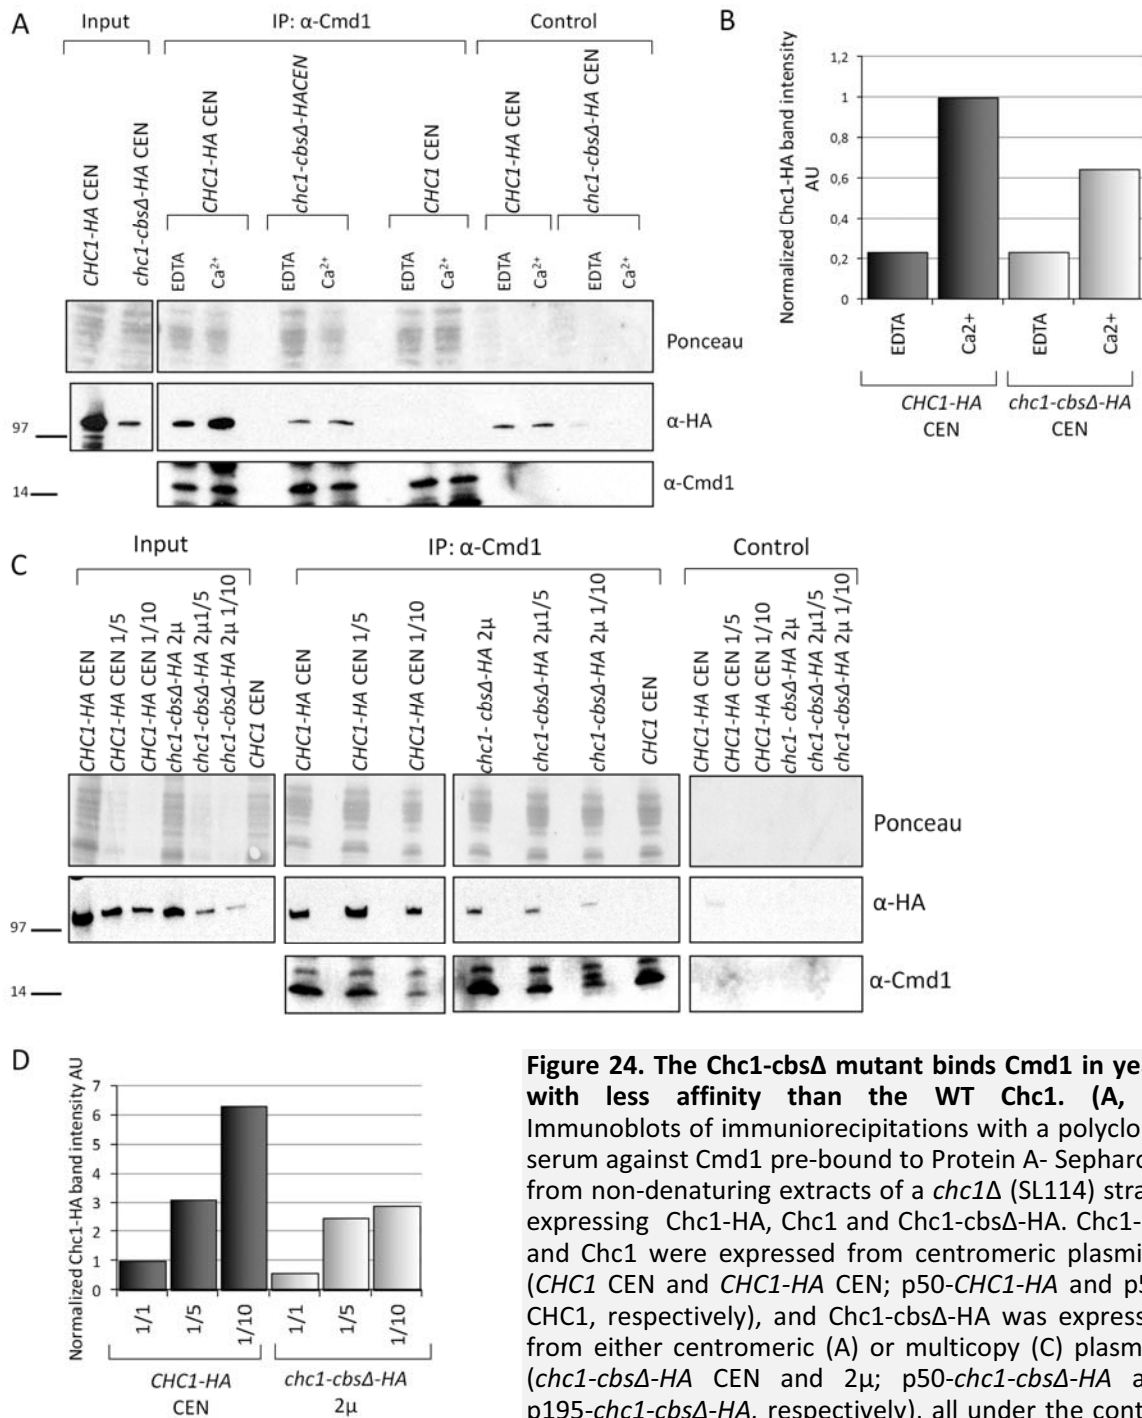 A
Input
IP: α-Cmd1
Control
CHC1-HA CEN
chc1-cbsΔ-HA CEN
CHC1-HA CEN
chc1-cbsΔ-HACEN
CHC1 CEN
CHC1-HA CEN
chc1-cbsΔ-HA CEN
EDTA
Ca²⁺
EDTA
Ca²⁺
EDTA
Ca²⁺
EDTA
Ca²⁺
EDTA
Ca²⁺
Ponceau
97
α-HA
14
α-Cmd1
B
Normalized Chc1-HA band intensity
AU
1,2
1
0,8
0,6
0,4
0,2
0
EDTA
Ca2+
EDTA
Ca2+
CHC1-HA
CEN
chc1-cbsΔ-HA
CEN
C
Input
IP: α-Cmd1
Control
CHC1-HA CEN
CHC1-HA CEN 1/5
CHC1-HA CEN 1/10
chc1-cbsΔ-HA 2μ
chc1-cbsΔ-HA 2μ1/5
chc1-cbsΔ-HA 2μ 1/10
CHC1 CEN
CHC1-HA CEN
CHC1-HA CEN 1/5
CHC1-HA CEN 1/10
chc1- cbsΔ-HA 2μ
chc1-cbsΔ-HA 2μ1/5
chc1-cbsΔ-HA 2μ 1/10
CHC1 CEN
CHC1-HA CEN
CHC1-HA CEN 1/5
CHC1-HA CEN 1/10
chc1- cbsΔ-HA 2μ
chc1-cbsΔ-HA 2μ1/5
chc1-cbsΔ-HA 2μ 1/10
Ponceau
97
α-HA
14
α-Cmd1
D
Normalized Chc1-HA band intensity AU
7
6
5
4
3
2
1
0
1/1
1/5
1/10
1/1
1/5
1/10
CHC1-HA
CEN
chc1-cbsΔ-HA
2μ
Figure 24. The Chc1-cbsΔ mutant binds Cmd1 in ye
with less affinity than the WT Chc1. (A,
Immunoblots of immuniorecipitations with a polyclo
serum against Cmd1 pre-bound to Protein A- Sepharo
from non-denaturing extracts of a chc1Δ (SL114) stra
expressing Chc1-HA, Chc1 and Chc1-cbsΔ-HA. Chc1-
and Chc1 were expressed from centromeric plasmi
(CHC1 CEN and CHC1-HA CEN; p50-CHC1-HA and p5
CHC1, respectively), and Chc1-cbsΔ-HA was express
from either centromeric (A) or multicopy (C) plasm
(chc1-cbsΔ-HA CEN and 2μ; p50-chc1-cbsΔ-HA a
p195-chc1-cbsΔ-HA, respectively), all under the cont